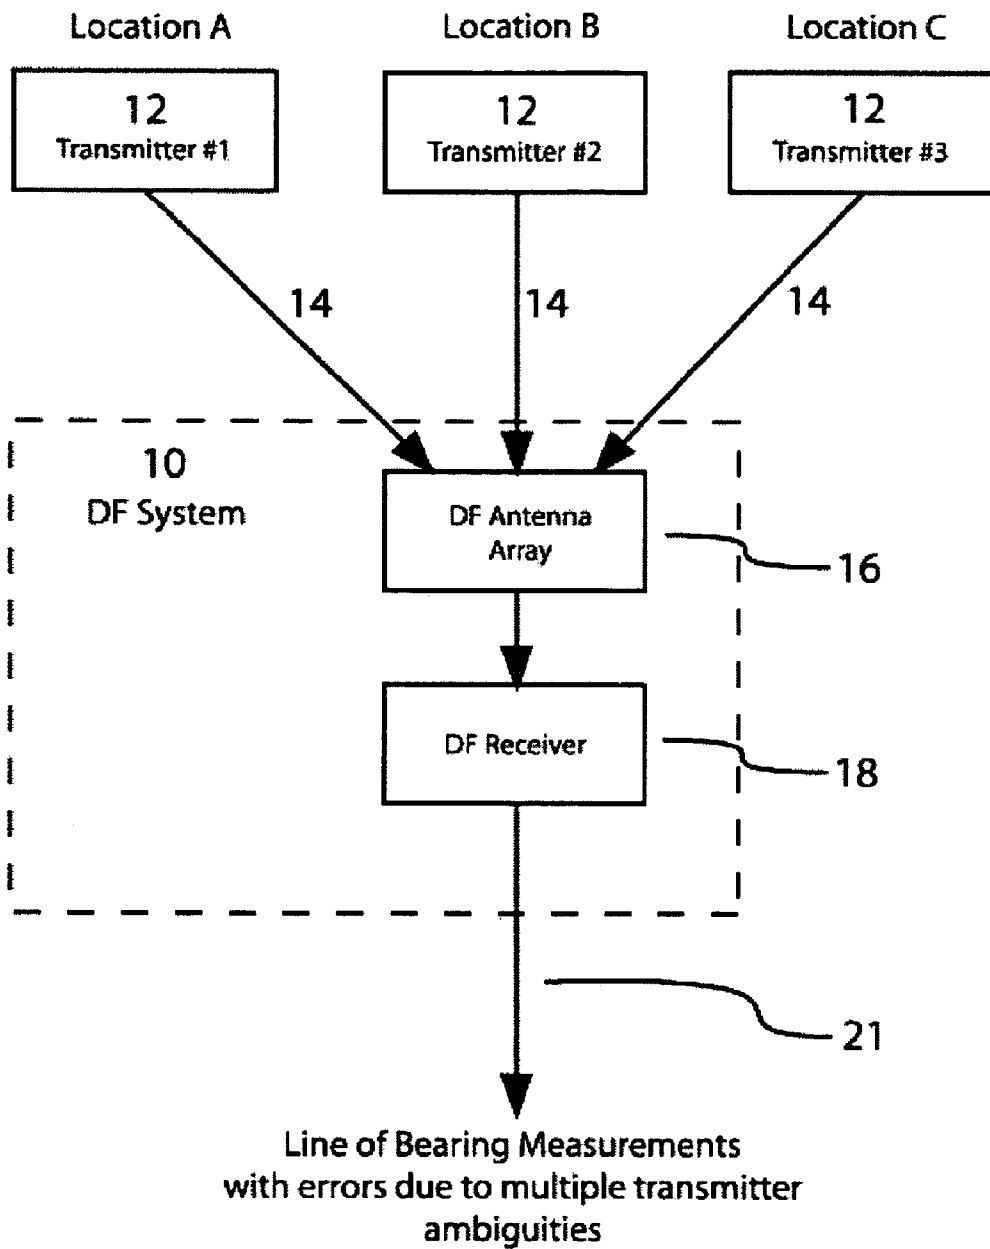 Location A
Location B
Location C
12
Transmitter #1
12
Transmitter #2
12
Transmitter #3
14
14
14
10
DF System
DF Antenna
Array
16
DF Receiver
18
21
Line of Bearing Measurements
with errors due to multiple transmitter
ambiguities